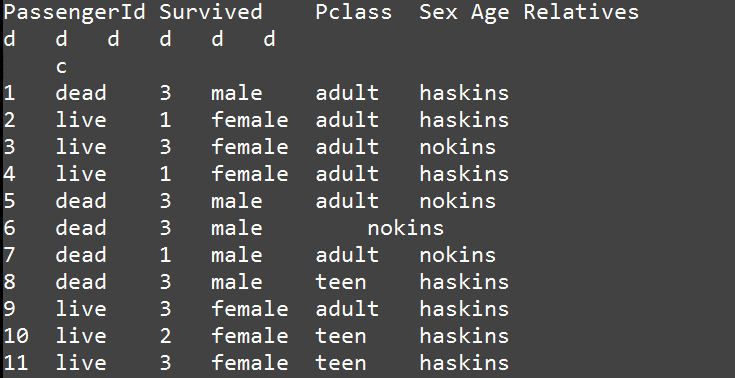 PassengerId Survived Pclass Sex Age Relatives
d d d d d d
c
1 dead 3 male adult haskins
2 live 1 female adult haskins
3 live 3 female adult nokins
4 live 1 female adult haskins
5 dead 3 male adult nokins
6 dead 3 male nokins
7 dead 1 male adult nokins
8 dead 3 male teen haskins
9 live 3 female adult haskins
10 live 2 female teen haskins
11 live 3 female teen haskins